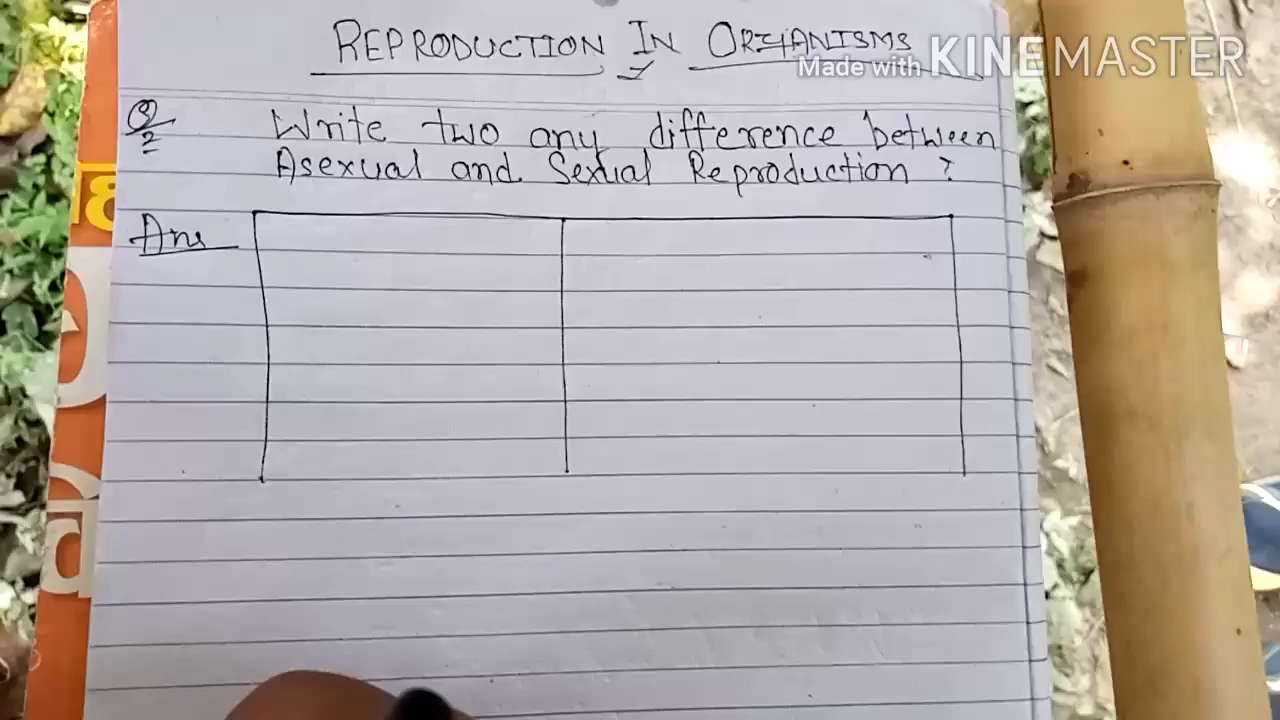 REPRODUCTION IN ORGANISMS
Made with KINEMASTER
Q 2 Write two any difference between
Asexual and Sexual Reproduction ?
Ans